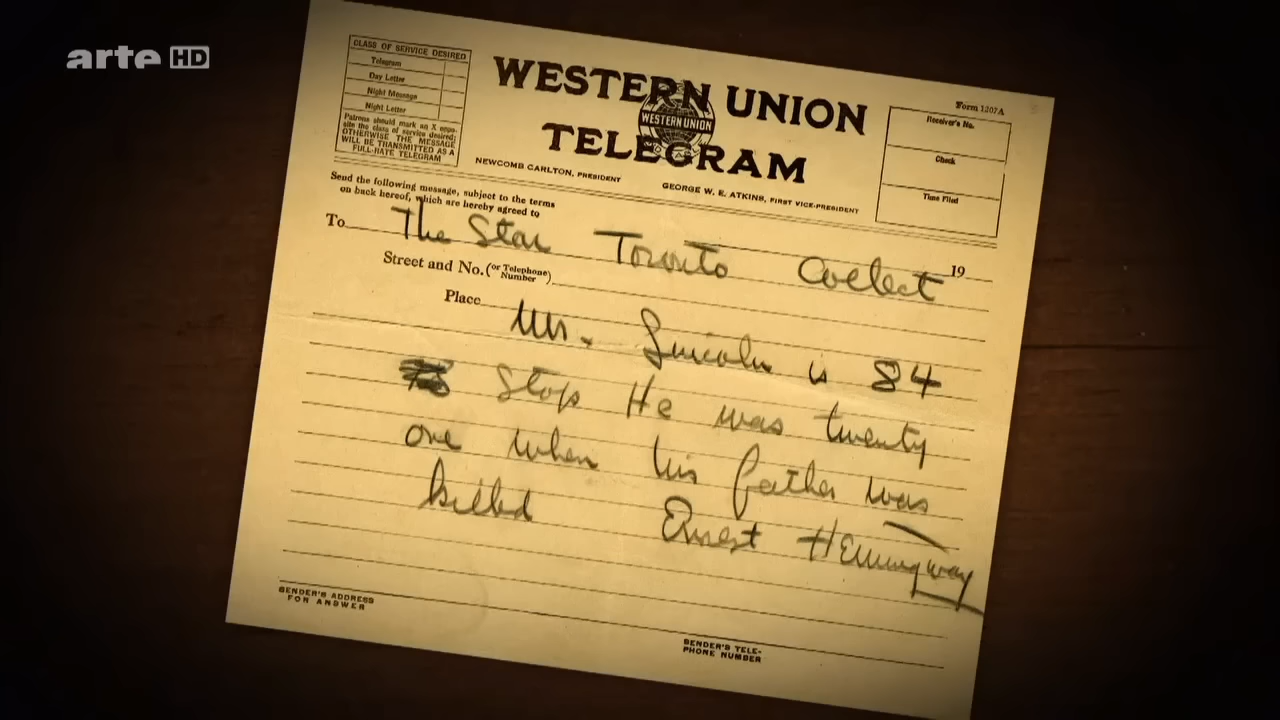 arte HD
CLASS OF SERVICE DESIRED
Telegram
Day Letter
Night Message
Night Letter
Patrons should mark an X oppo-
site the class of service desired;
OTHERWISE THE MESSAGE
WILL BE TRANSMITTED AS A
FULL-RATE TELEGRAM
WESTERN UNION
WESTERN UNION
TELEGRAM
NEWCOMB CARLTON, PRESIDENT
GEORGE W. E. ATKINS, FIRST VICE-PRESIDENT
Form 1207A
Receiver's No.
Check
Time Filed
Send the following message, subject to the terms
on back hereof, which are hereby agreed to
To The Star Toronto Collect 19
Street and No. (or Telephone Number)
Place
Mr. Lincoln is 84
Stop He was twenty
one when his father was
killed Ernest Hemingway
SENDER'S ADDRESS
FOR ANSWER
SENDER'S TELE-
PHONE NUMBER